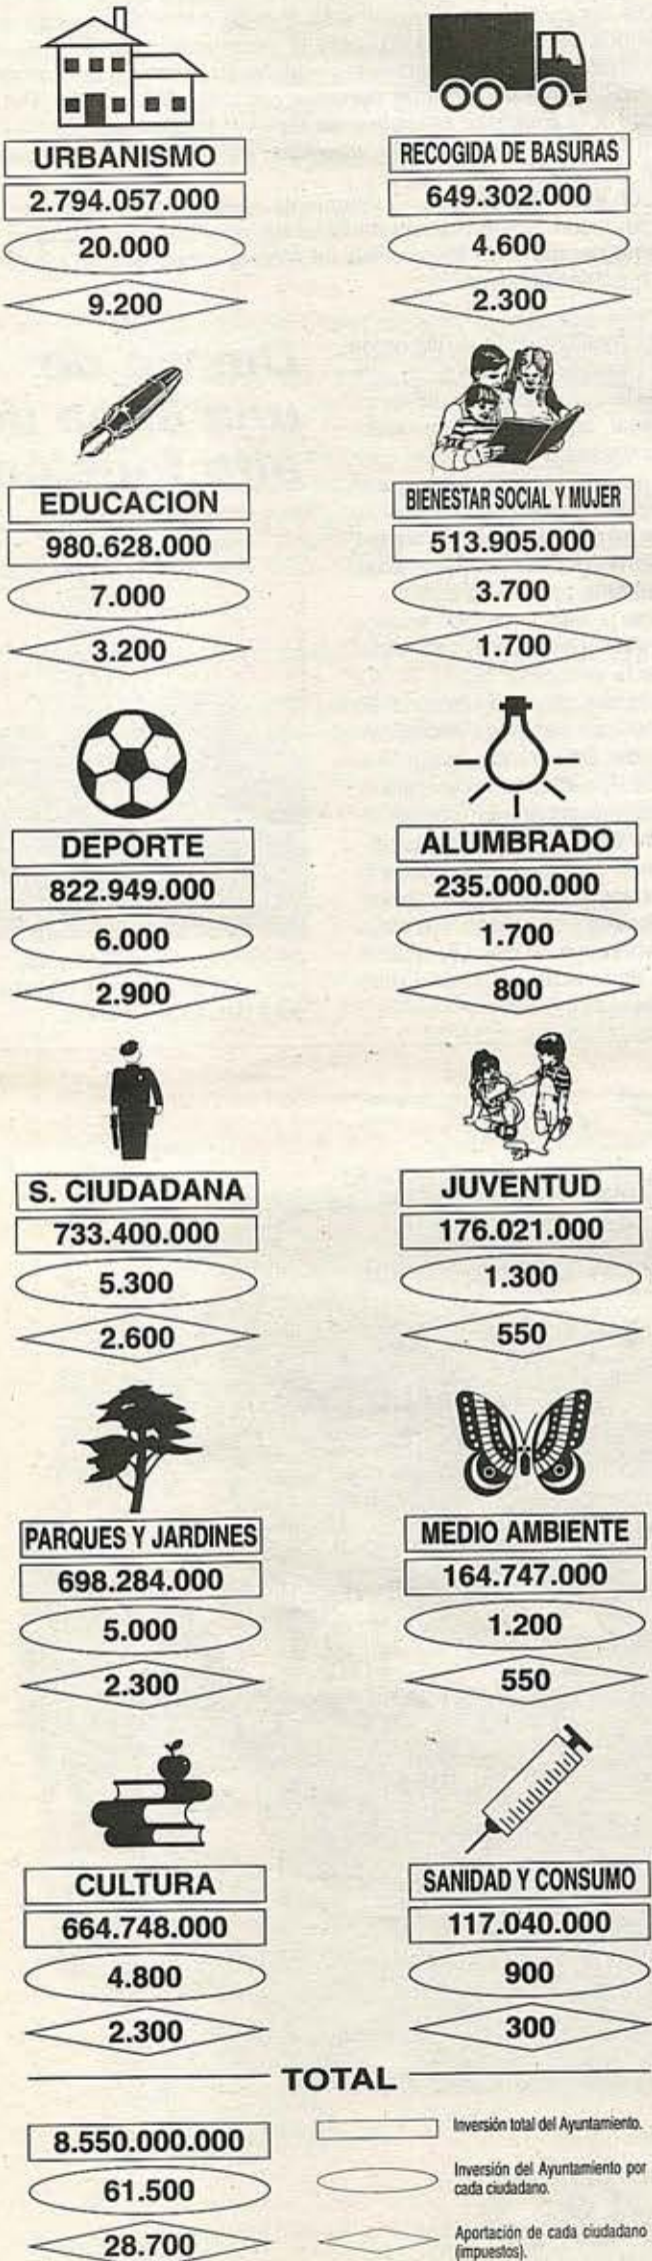 URBANISMO
2.794.057.000
20.000
9.200
RECOGIDA DE BASURAS
649.302.000
4.600
2.300
EDUCACION
980.628.000
7.000
3.200
BIENESTAR SOCIAL Y MUJER
513.905.000
3.700
1.700
DEPORTE
822.949.000
6.000
2.900
ALUMBRADO
235.000.000
1.700
800
S. CIUDADANA
733.400.000
5.300
2.600
JUVENTUD
176.021.000
1.300
550
PARQUES Y JARDINES
698.284.000
5.000
2.300
MEDIO AMBIENTE
164.747.000
1.200
550
CULTURA
664.748.000
4.800
2.300
SANIDAD Y CONSUMO
117.040.000
900
300
TOTAL
8.550.000.000
61.500
28.700
Inversión total del Ayuntamiento.
Inversión del Ayuntamiento por
cada ciudadano.
Aportación de cada ciudadano
(impuestos).